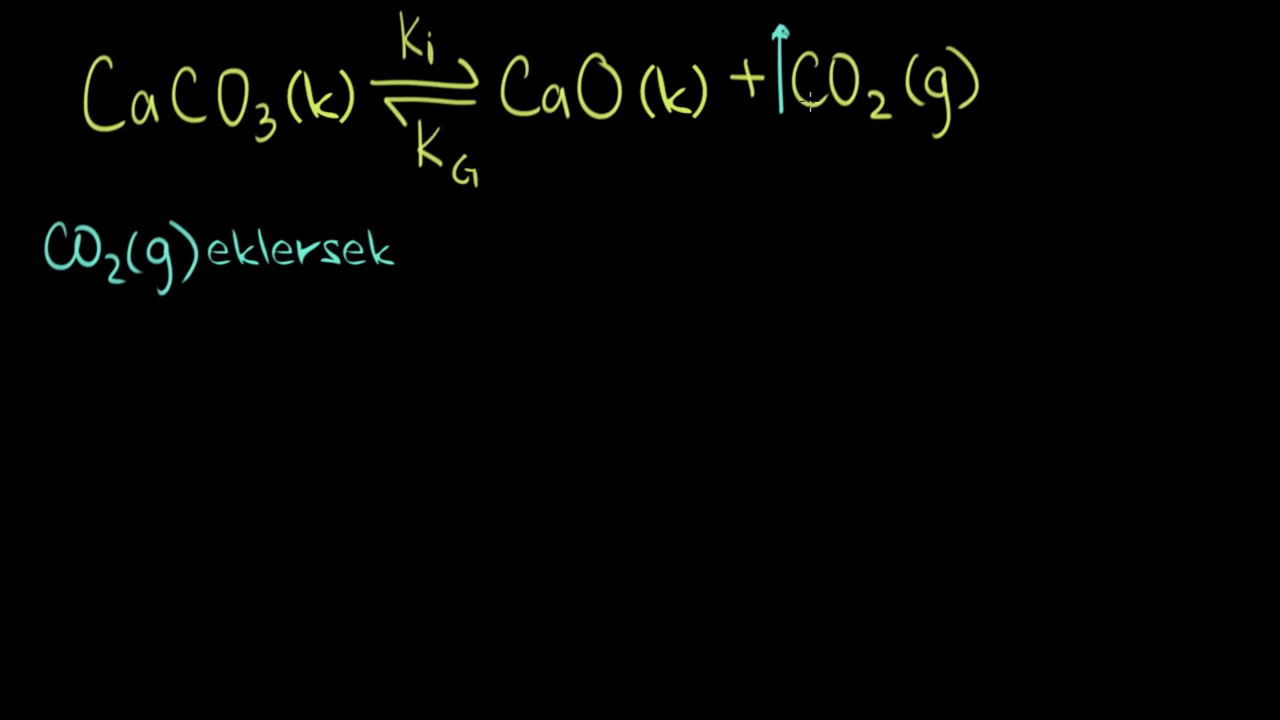 Kİ
CaCO₃(k) ⇌ CaO(k) + ↑CO₂(g)
KG
CO₂(g) eklersek